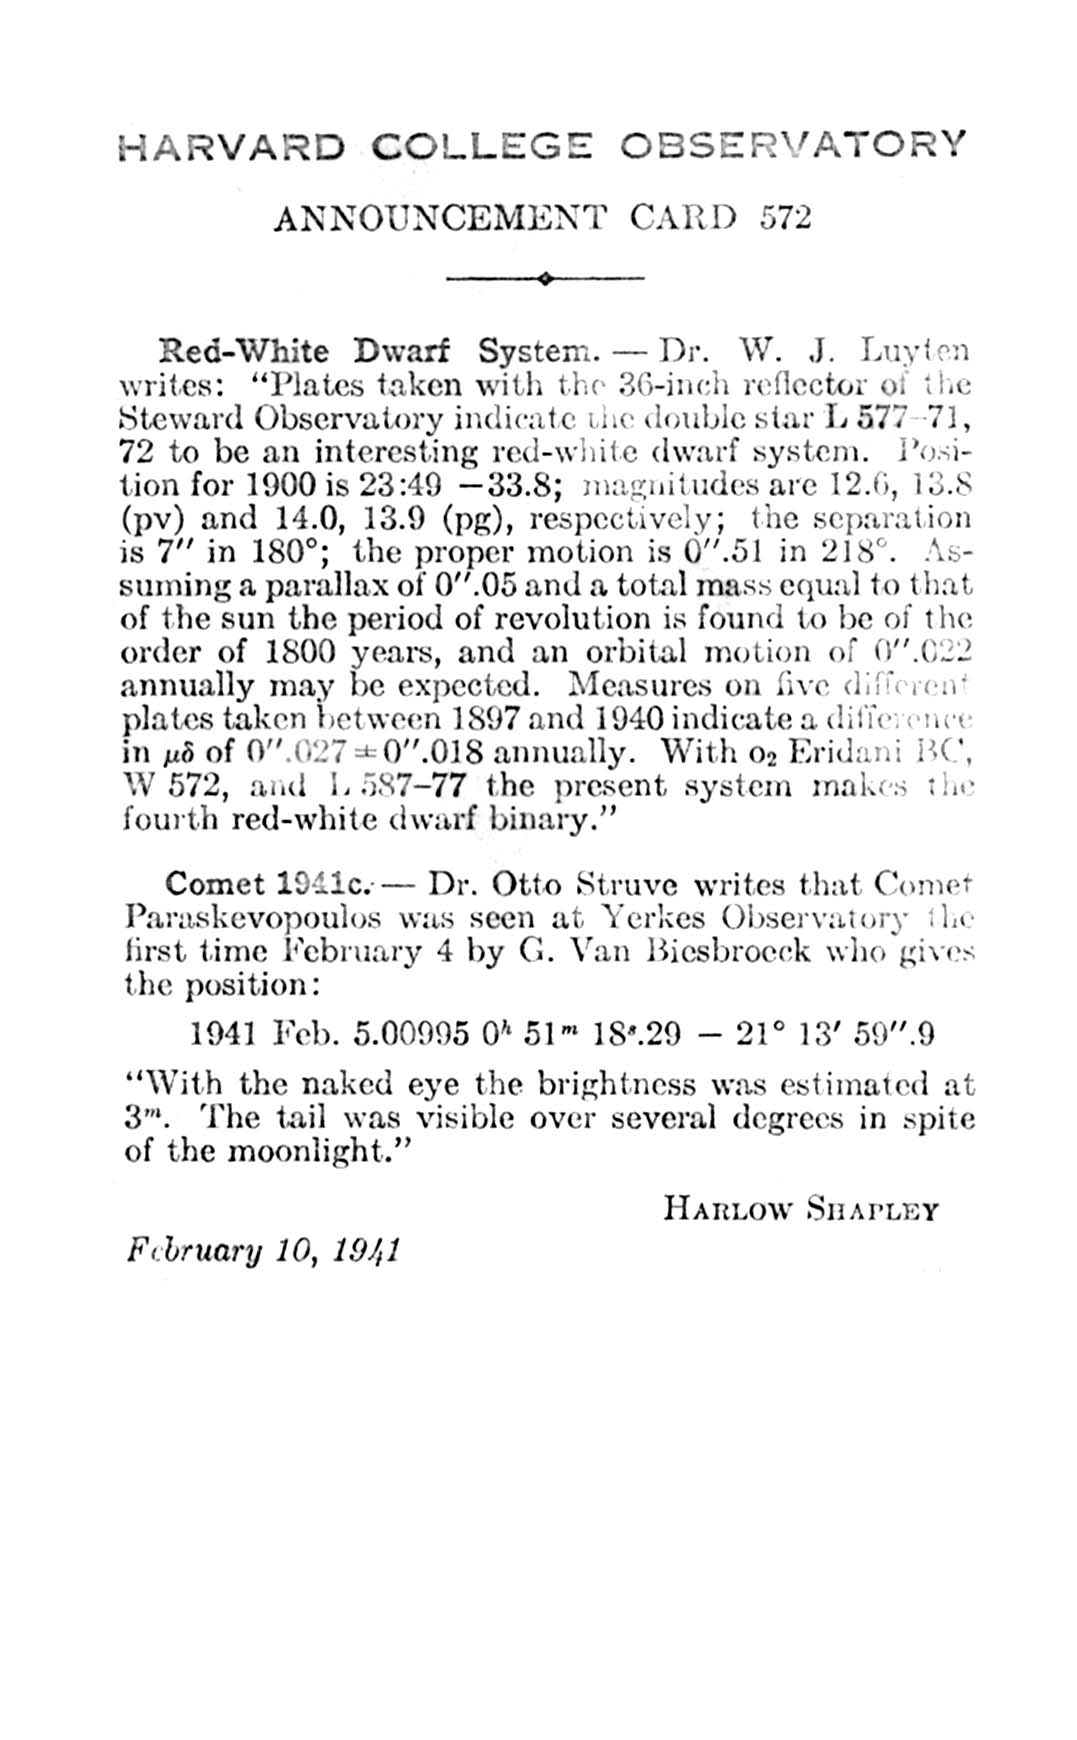 HARVARD COLLEGE OBSERVATORY
ANNOUNCEMENT CARD 572
Red-White Dwarf System. — Dr. W. J. Luyten
writes: "Plates taken with the 36-inch reflector of the
Steward Observatory indicate the double star L 577-71,
72 to be an interesting red-white dwarf system. Posi-
tion for 1900 is 23:49 −33.8; magnitudes are 12.6, 13.8
(pv) and 14.0, 13.9 (pg), respectively; the separation
is 7″ in 180°; the proper motion is 0″.51 in 218°. As-
suming a parallax of 0″.05 and a total mass equal to that
of the sun the period of revolution is found to be of the
order of 1800 years, and an orbital motion of 0″.022
annually may be expected. Measures on five different
plates taken between 1897 and 1940 indicate a difference
in μδ of 0″.027 ± 0″.018 annually. With o₂ Eridani BC,
W 572, and L 587–77 the present system makes the
fourth red-white dwarf binary."
Comet 1941c. — Dr. Otto Struve writes that Comet
Paraskevopoulos was seen at Yerkes Observatory the
first time February 4 by G. Van Biesbroeck who gives
the position:
1941 Feb. 5.00995 0ʰ 51ᵐ 18ˢ.29 − 21° 13′ 59″.9
"With the naked eye the brightness was estimated at
3ᵐ. The tail was visible over several degrees in spite
of the moonlight."
HARLOW SHAPLEY
February 10, 1941